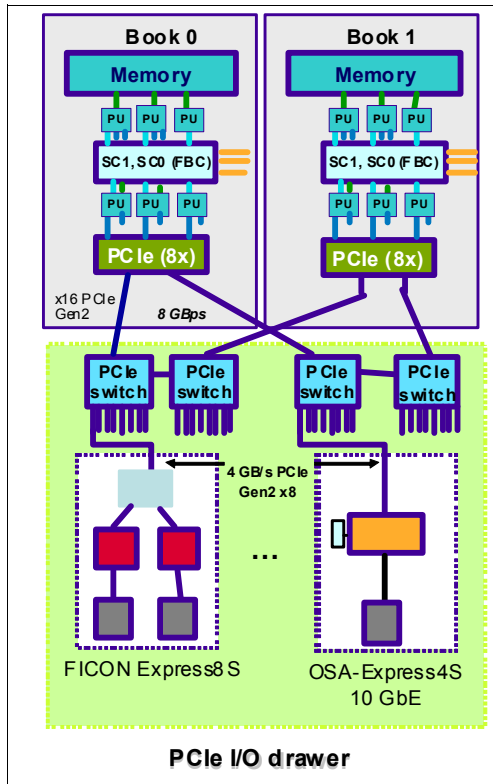 Book 0
Memory
PU PU PU
SC1, SC0 (FBC)
PU PU PU
PCIe (8x)
x16 PCIe
Gen2
8 GBps
Book 1
Memory
PU PU PU
SC1, SC0 (FBC)
PU PU PU
PCIe (8x)
PCIe
switch
PCIe
switch
PCIe
switch
PCIe
switch
4 GB/s PCIe
Gen2 x8
...
FICON Express8S
OSA-Express4S
10 GbE
PCIe I/O drawer